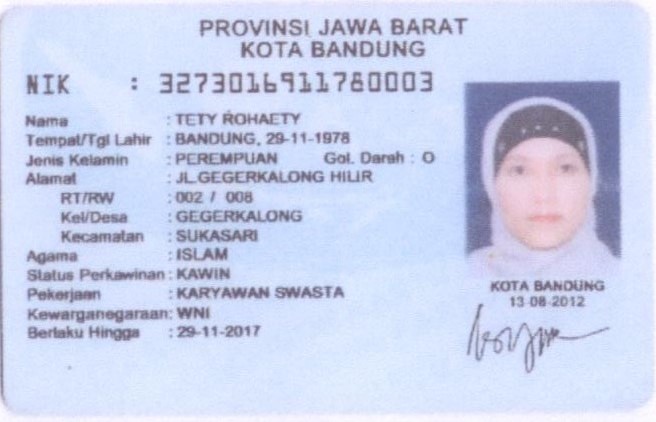 PROVINSI JAWA BARAT
KOTA BANDUNG
NIK : 3273016911780003
Nama : TETY ROHAETY
Tempat/Tgl Lahir : BANDUNG, 29-11-1978
Jenis Kelamin : PEREMPUAN Gol. Darah : O
Alamat : JL.GEGERKALONG HILIR
RT/RW : 002 / 008
Kel/Desa : GEGERKALONG
Kecamatan : SUKASARI
Agama : ISLAM
Status Perkawinan : KAWIN
Pekerjaan : KARYAWAN SWASTA
Kewarganegaraan : WNI
Berlaku Hingga : 29-11-2017
KOTA BANDUNG
13-08-2012